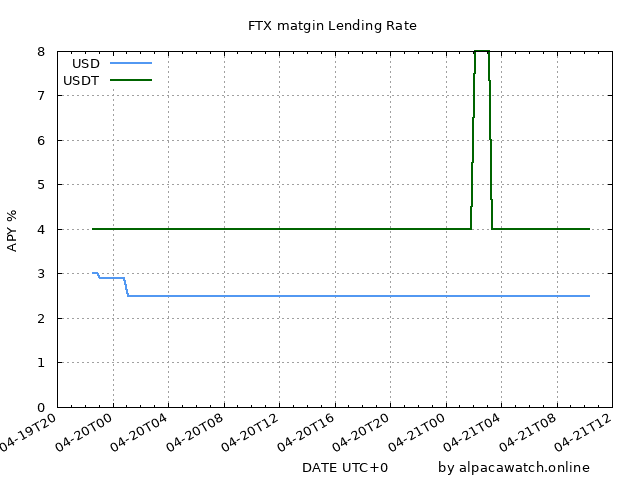 FTX matgin Lending Rate
8
USD
USDT
7
6
5
4
APY %
3
2
1
0
04-19T20
04-20T00
04-20T04
04-20T08
04-20T12
04-20T16
04-20T20
04-21T00
04-21T04
04-21T08
04-21T12
DATE UTC+0
by alpacawatch.online